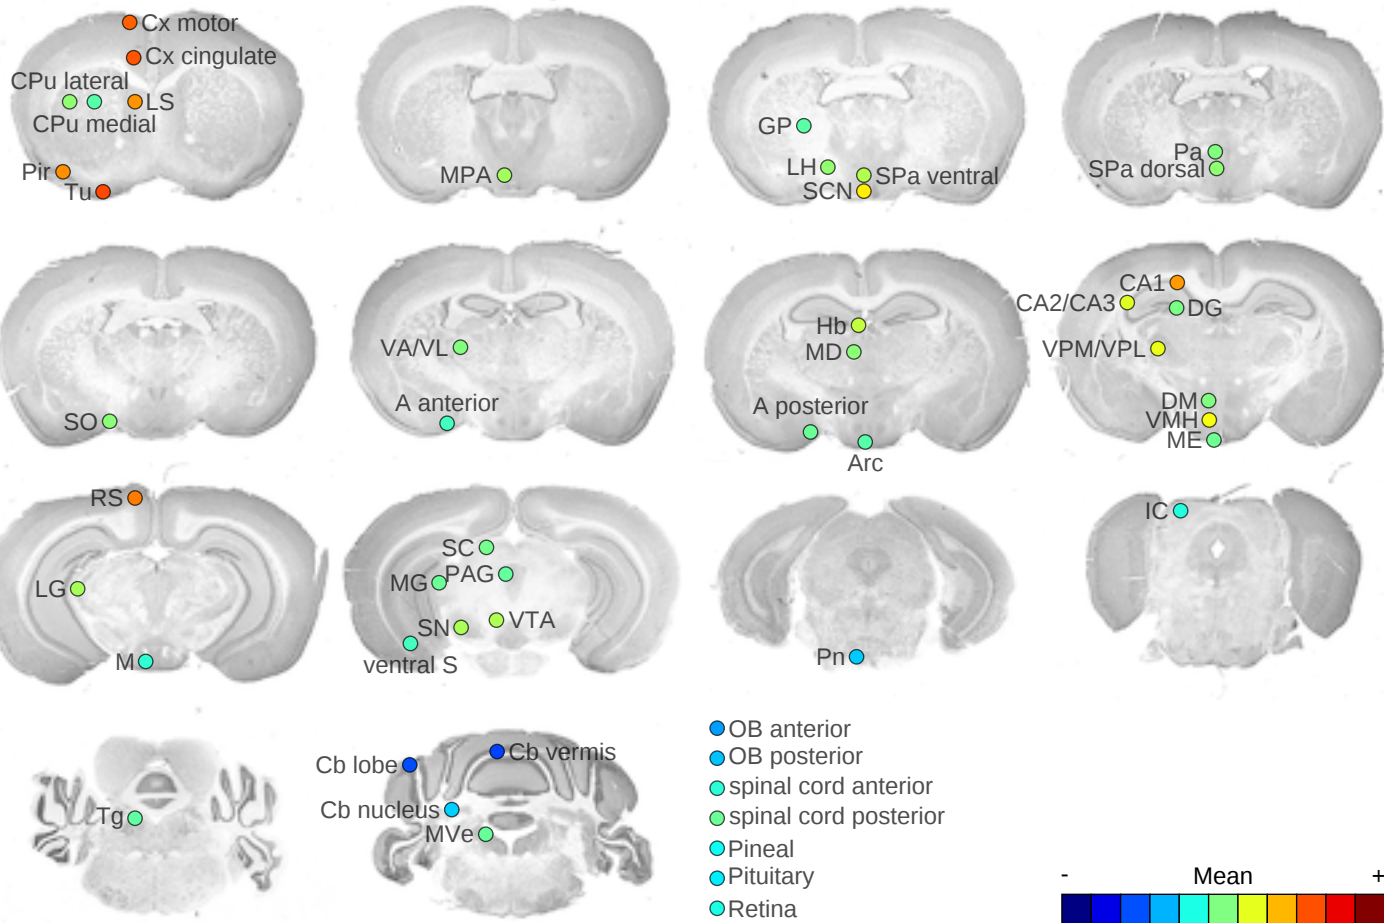 Cx motor
Cx cingulate
CPu lateral
LS
CPu medial
Pir
Tu
MPA
GP
LH
SPa ventral
SCN
Pa
SPa dorsal
SO
VA/VL
A anterior
Hb
MD
A posterior
Arc
CA1
CA2/CA3
DG
VPM/VPL
DM
VMH
ME
RS
LG
M
SC
MG
PAG
SN
VTA
ventral S
Pn
IC
Tg
Cb lobe
Cb vermis
Cb nucleus
MVe
OB anterior
OB posterior
spinal cord anterior
spinal cord posterior
Pineal
Pituitary
Retina
- Mean +